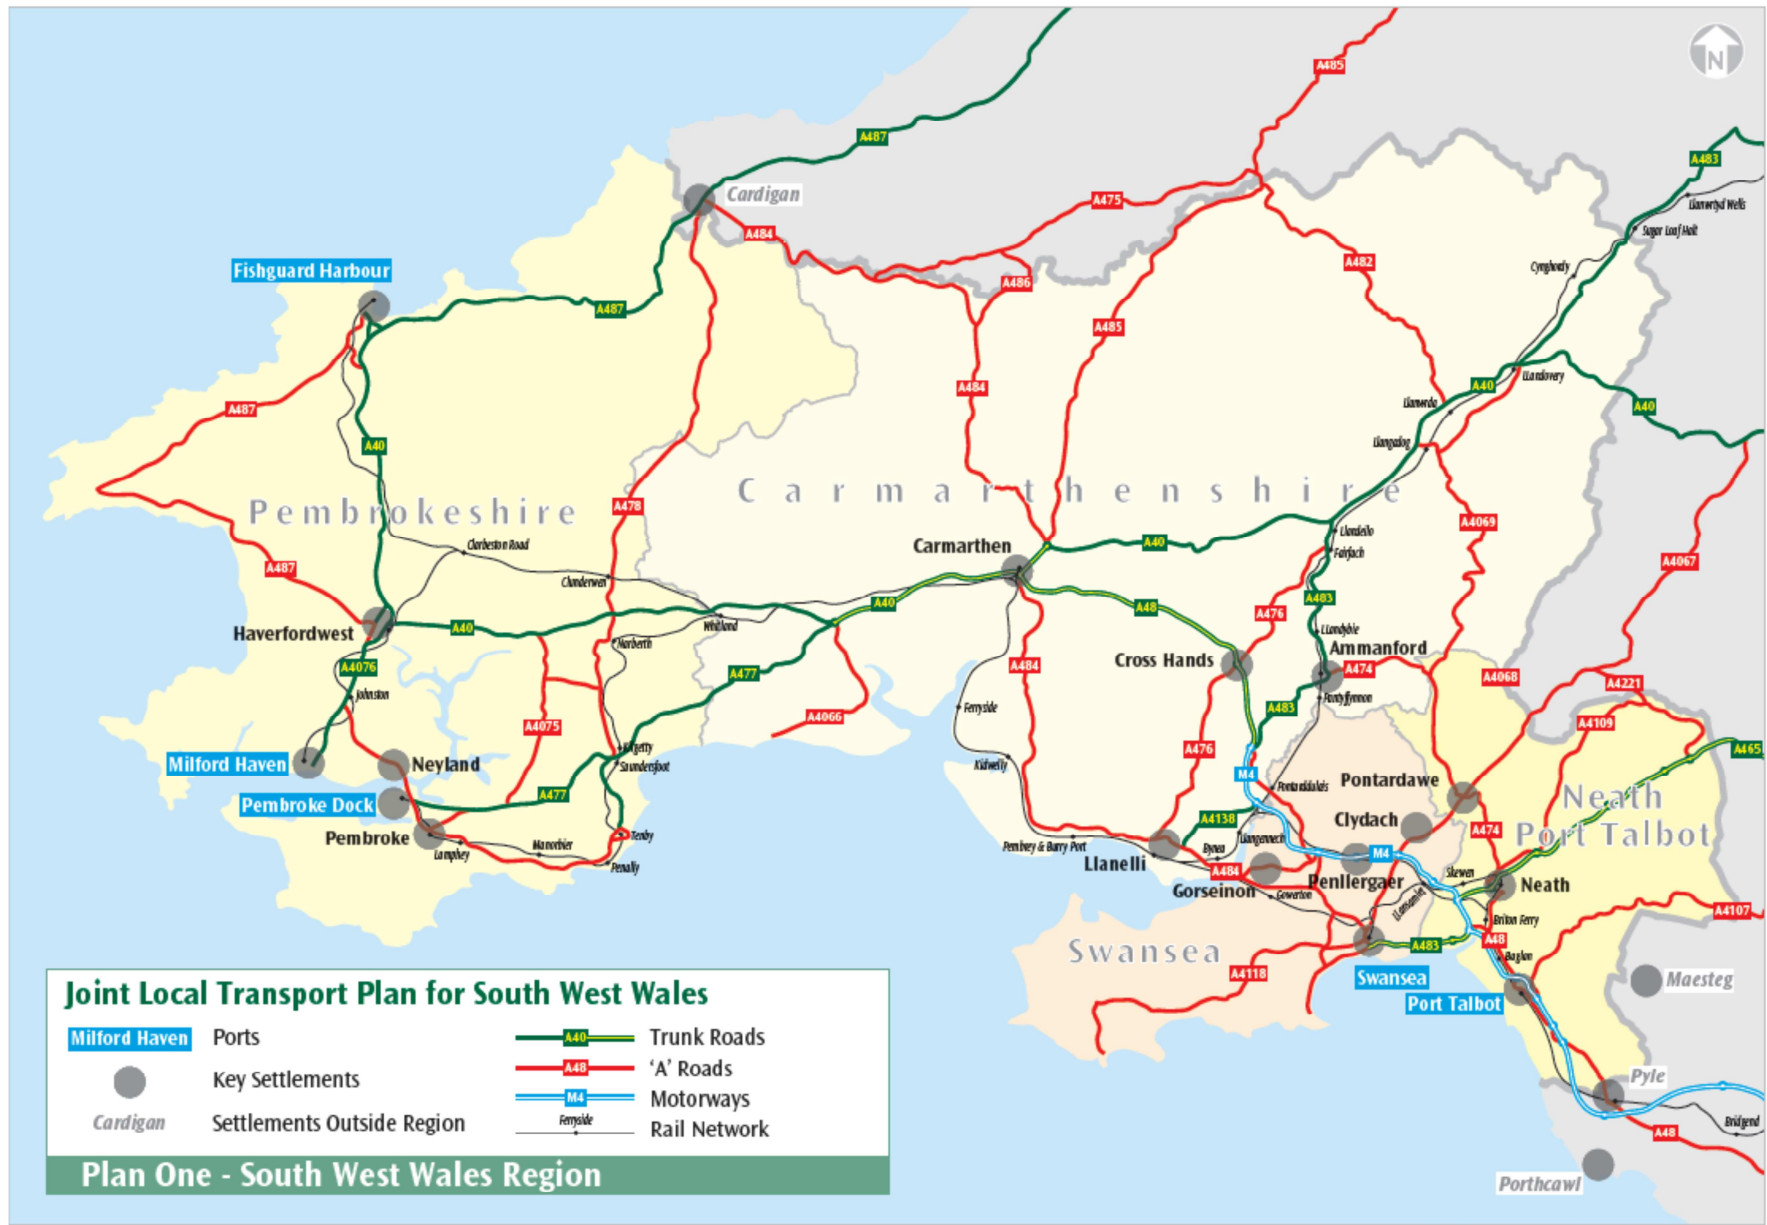 N
A485
A487
A483
Llanwrtyd Wells
Cardigan
A475
A484
Sugar Loaf Halt
Fishguard Harbour
A482
Cynghordy
A486
A487
A485
LLandovery
A484
A40
A487
Llanwrda
A40
A40
Llangadog
Carmarthenshire
Pembrokeshire
A478
A4069
Llandeilo
Clarbeston Road
Carmarthen
A40
Fairfach
A4067
A487
Clunderwen
A483
A40
A48
A476
Haverfordwest
A40
Whitland
LLandybie
Narberth
Ammanford
A4076
Cross Hands
A484
A474
A477
A4068
A4221
Johnston
Pantyffynnon
Ferryside
A483
A4066
A4109
A4075
Kilgetty
A476
A465
Milford Haven
Neyland
Saundersfoot
Kidwelly
M4
Pontardawe
Pontarddulais
Neath
Port Talbot
A477
Pembroke Dock
A4138
Clydach
Pembroke
Tenby
Llangennech
A474
Lamphey
Manorbier
Pembrey & Burry Port
Bynea
M4
Penally
Llanelli
A484
Skewen
Gorseinon
Gowerton
Penllergaer
Neath
LLansamlet
A4107
Briton Ferry
Swansea
A483
A48
Baglan
A4118
Swansea
Maesteg
Port Talbot
Pyle
Bridgend
A48
Porthcawl
Joint Local Transport Plan for South West Wales
Milford Haven
Ports
A40
Trunk Roads
Key Settlements
A48
‘A’ Roads
M4
Motorways
Cardigan
Settlements Outside Region
Ferryside
Rail Network
Plan One - South West Wales Region